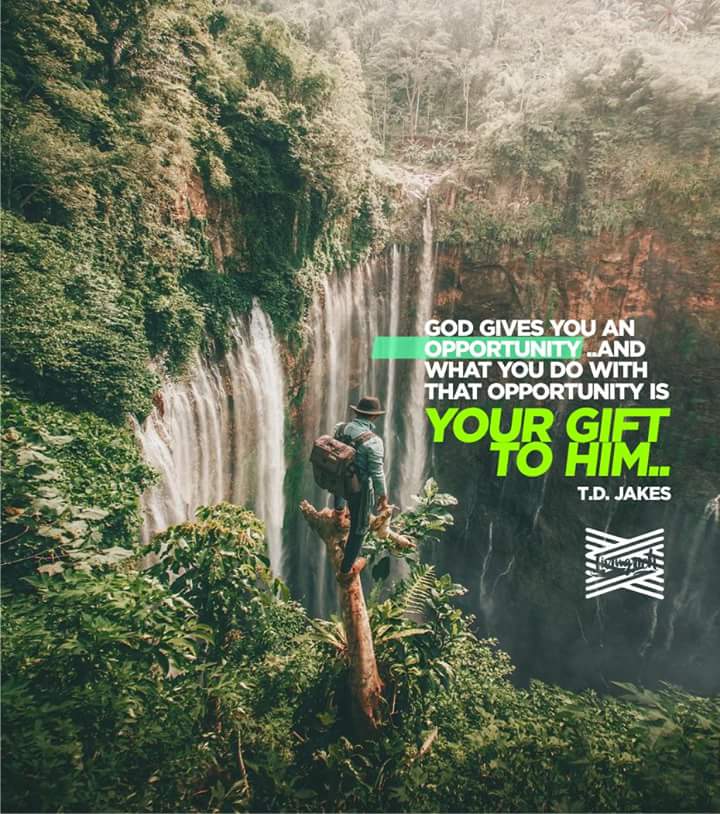 GOD GIVES YOU AN
OPPORTUNITY ..AND
WHAT YOU DO WITH
THAT OPPORTUNITY IS
YOUR GIFT
TO HIM..
T.D. JAKES